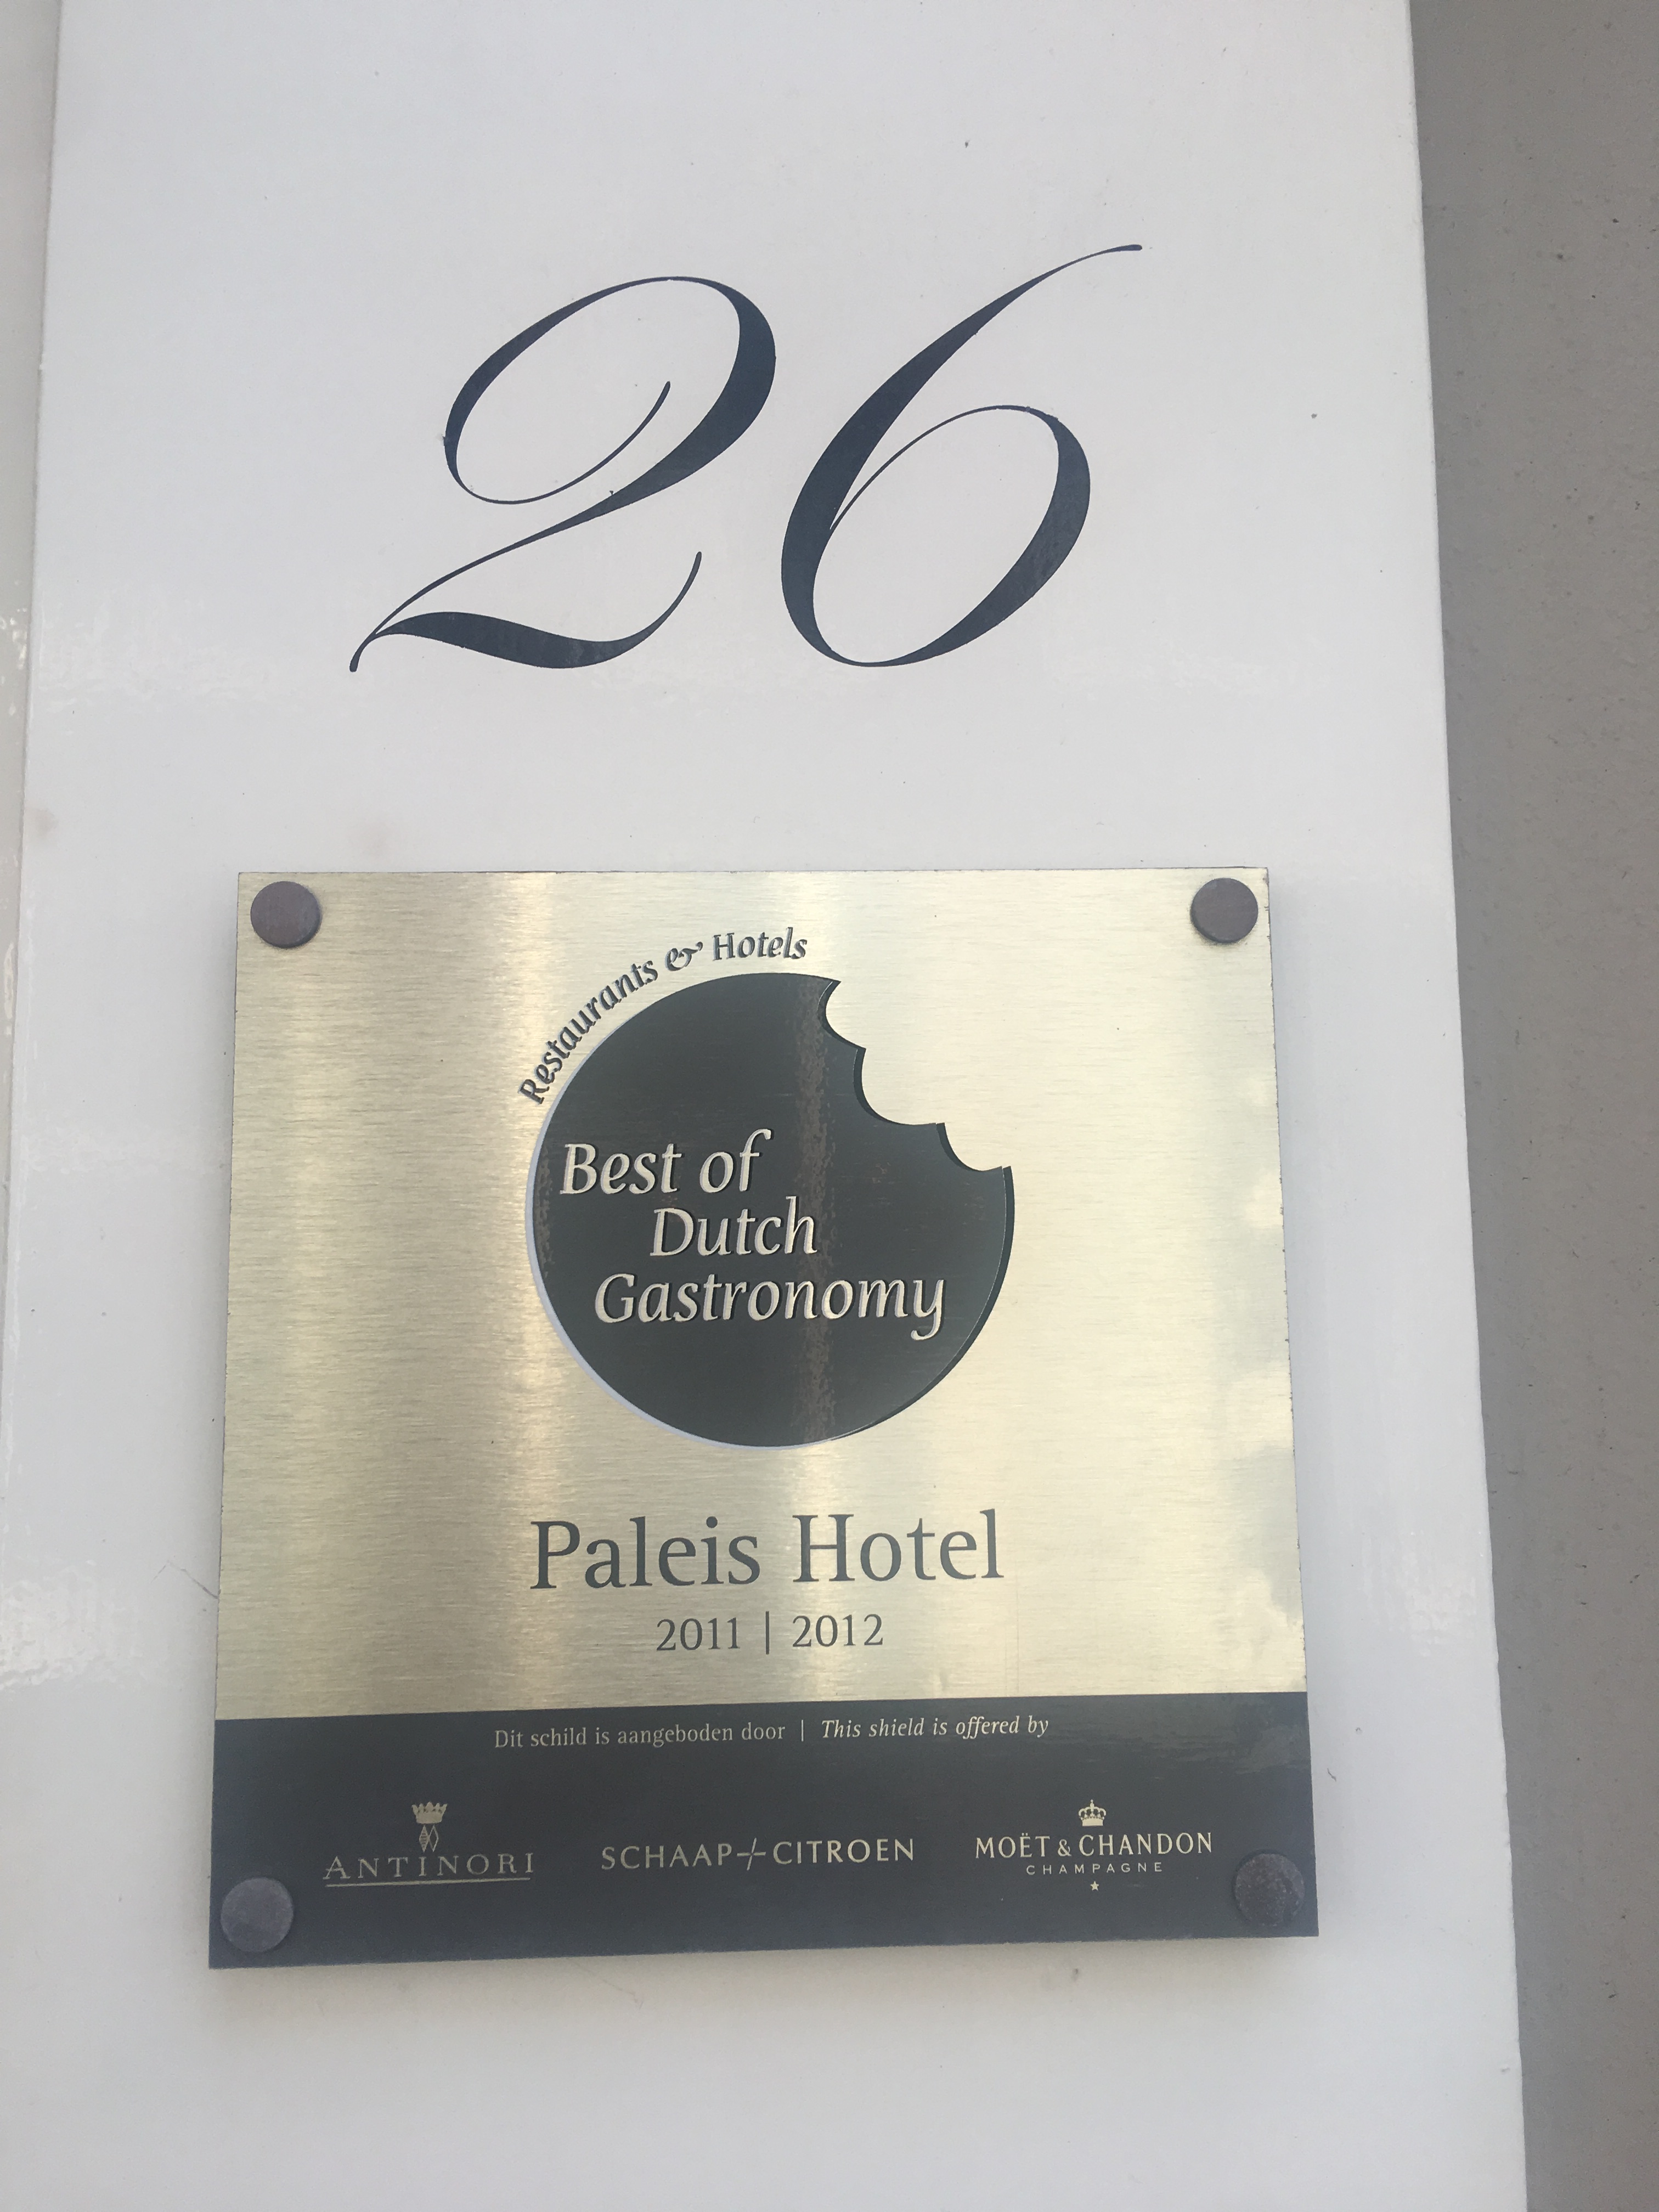 26
Restaurants & Hotels
Best of
Dutch
Gastronomy
Paleis Hotel
2011 | 2012
Dit schild is aangeboden door | This shield is offered by
ANTINORI SCHAAP+CITROEN MOËT & CHANDON
CHAMPAGNE